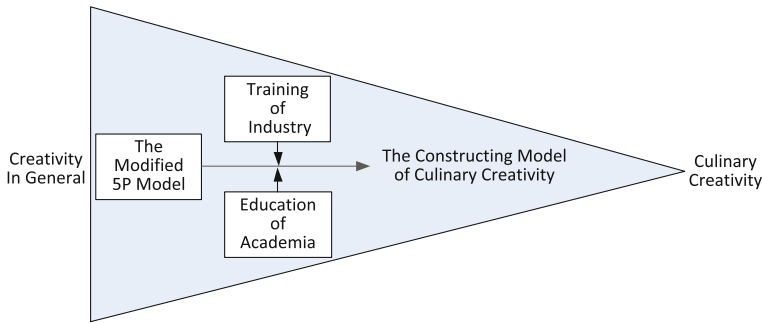 Creativity
In General
The
Modified
5P Model
Training
of
Industry
Education
of
Academia
The Constructing Model
of Culinary Creativity
Culinary
Creativity